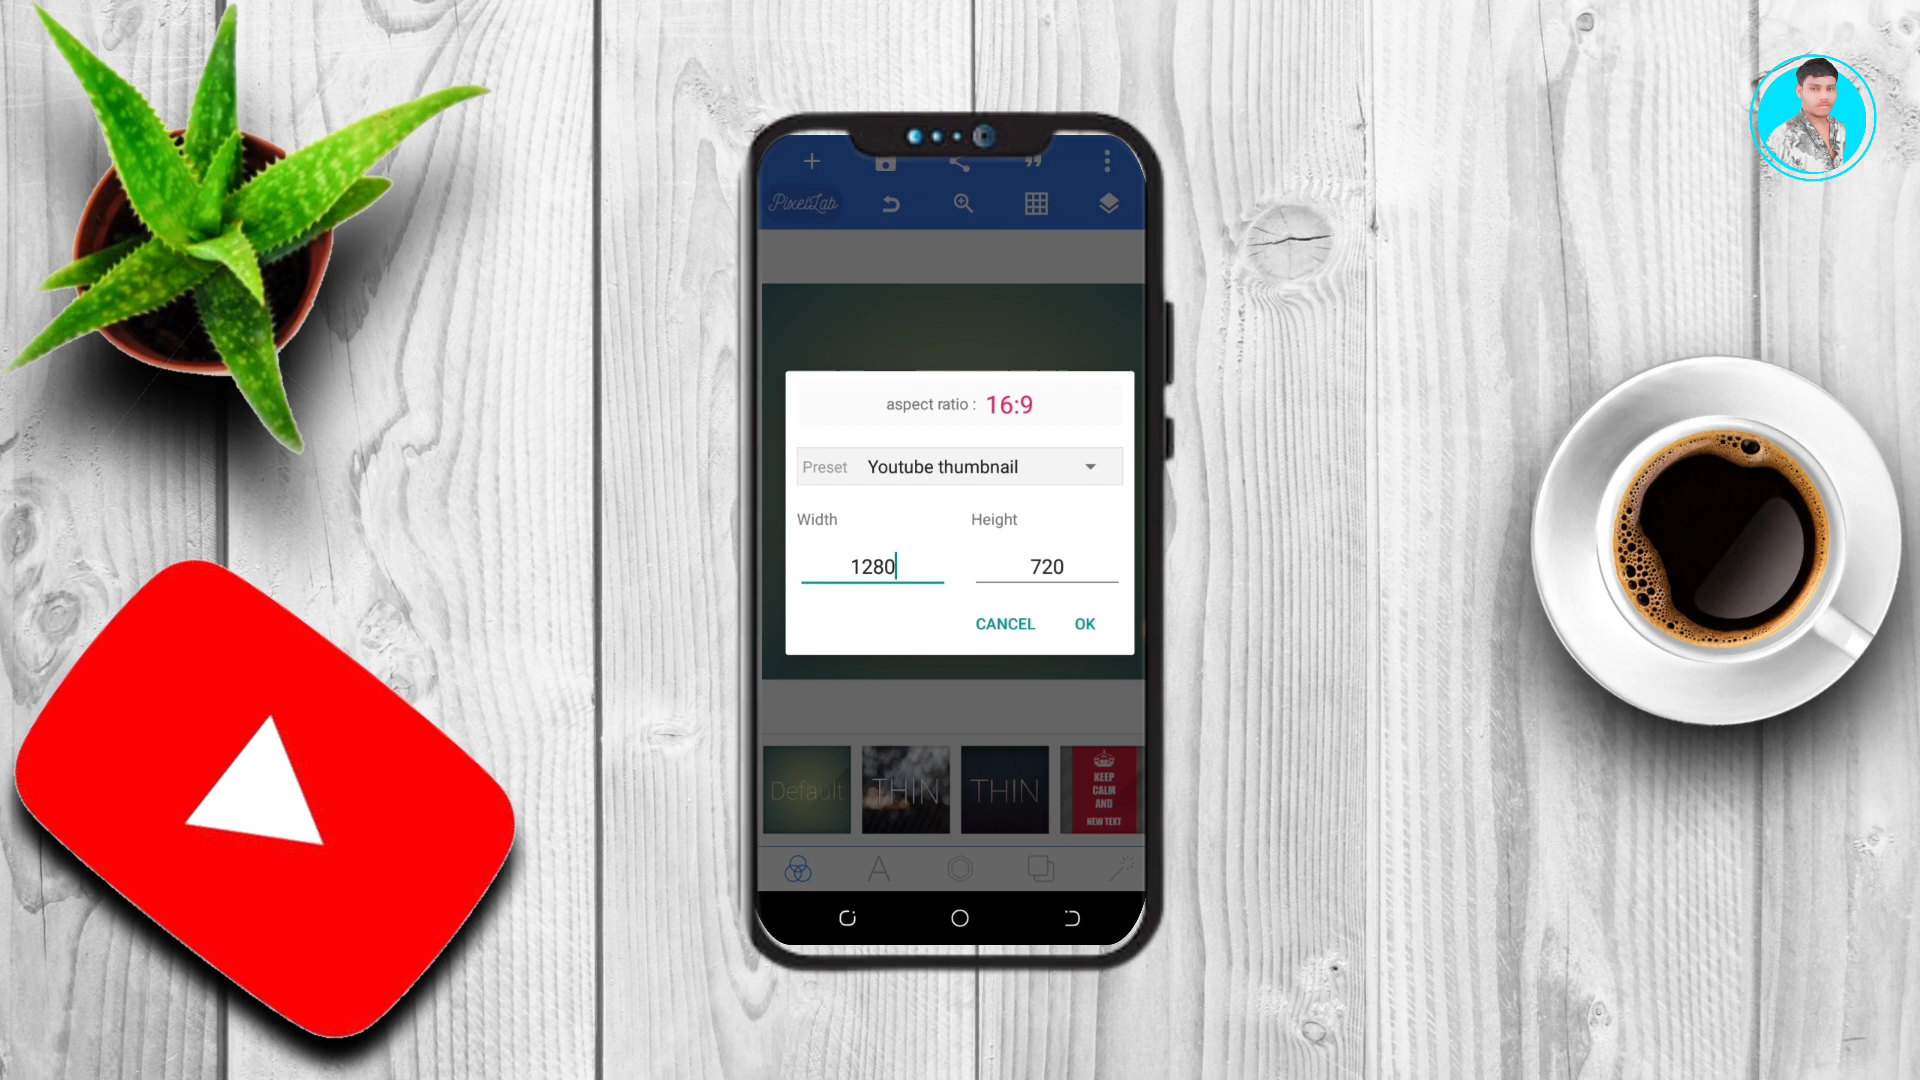 PixelLab
aspect ratio : 16:9
Preset Youtube thumbnail
Width Height
1280 720
CANCEL OK
Default
THIN
THIN
KEEP
CALM
AND
NEW TEXT